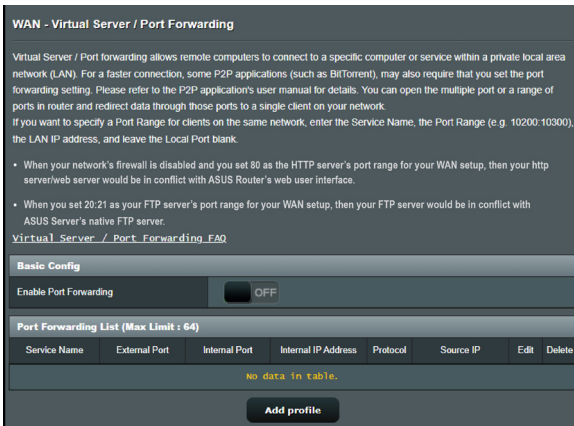 WAN - Virtual Server / Port Forwarding
Virtual Server / Port forwarding allows remote computers to connect to a specific computer or service within a private local area
network (LAN). For a faster connection, some P2P applications (such as BitTorrent), may also require that you set the port
forwarding setting. Please refer to the P2P application's user manual for details. You can open the multiple port or a range of
ports in router and redirect data through those ports to a single client on your network.
If you want to specify a Port Range for clients on the same network, enter the Service Name, the Port Range (e.g. 10200:10300),
the LAN IP address, and leave the Local Port blank.
• When your network's firewall is disabled and you set 80 as the HTTP server's port range for your WAN setup, then your http
server/web server would be in conflict with ASUS Router's web user interface.
• When you set 20:21 as your FTP server's port range for your WAN setup, then your FTP server would be in conflict with
ASUS Server's native FTP server.
Virtual Server / Port Forwarding FAQ
Basic Config
Enable Port Forwarding OFF
Port Forwarding List (Max Limit : 64)
Service Name External Port Internal Port Internal IP Address Protocol Source IP Edit Delete
No data in table.
Add profile